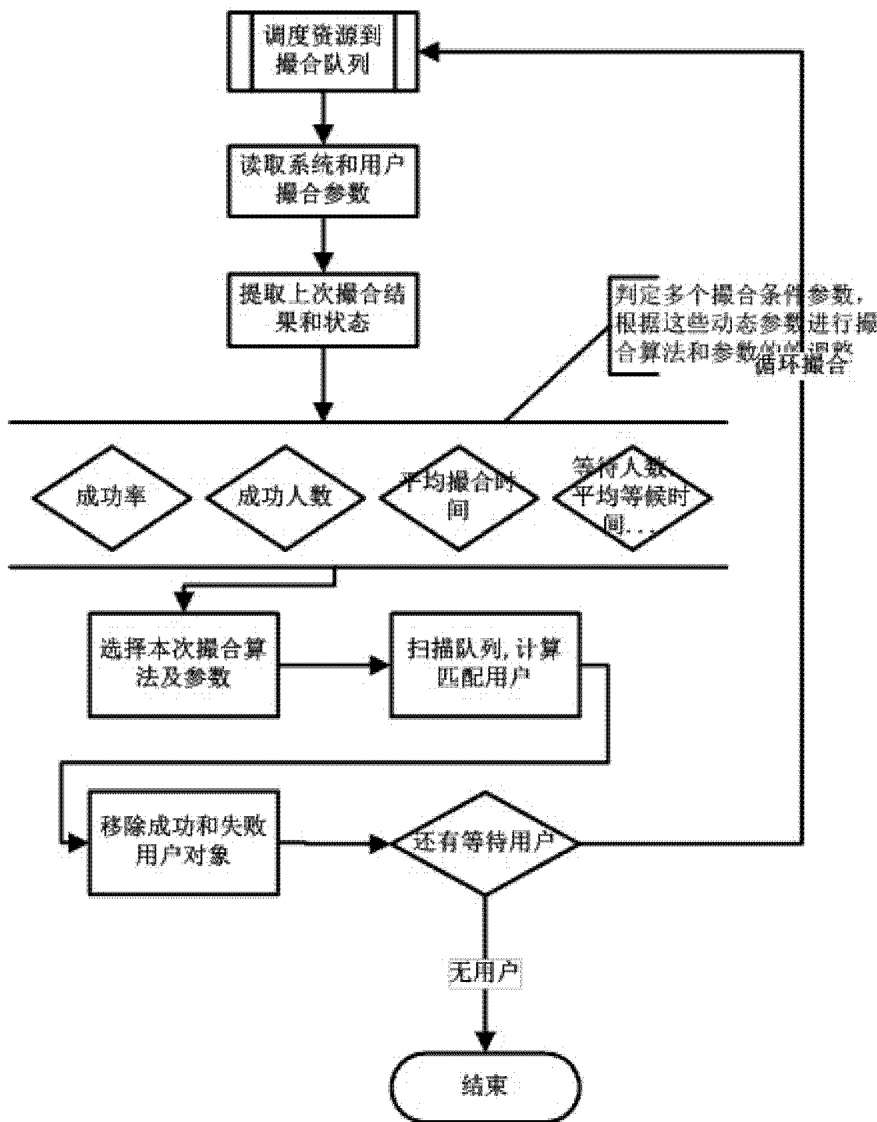 调度资源到
撮合队列
读取系统和用户
撮合参数
提取上次撮合结
果和状态
判定多个撮合条件参数，
根据这些动态参数进行撮
合算法和参数的的调整
循环撮合
成功率
成功人数
平均撮合时
间
等待人数,
平均等候时
间...
选择本次撮合算
法及参数
扫描队列,计算
匹配用户
移除成功和失败
用户对象
还有等待用户
无用户
结束